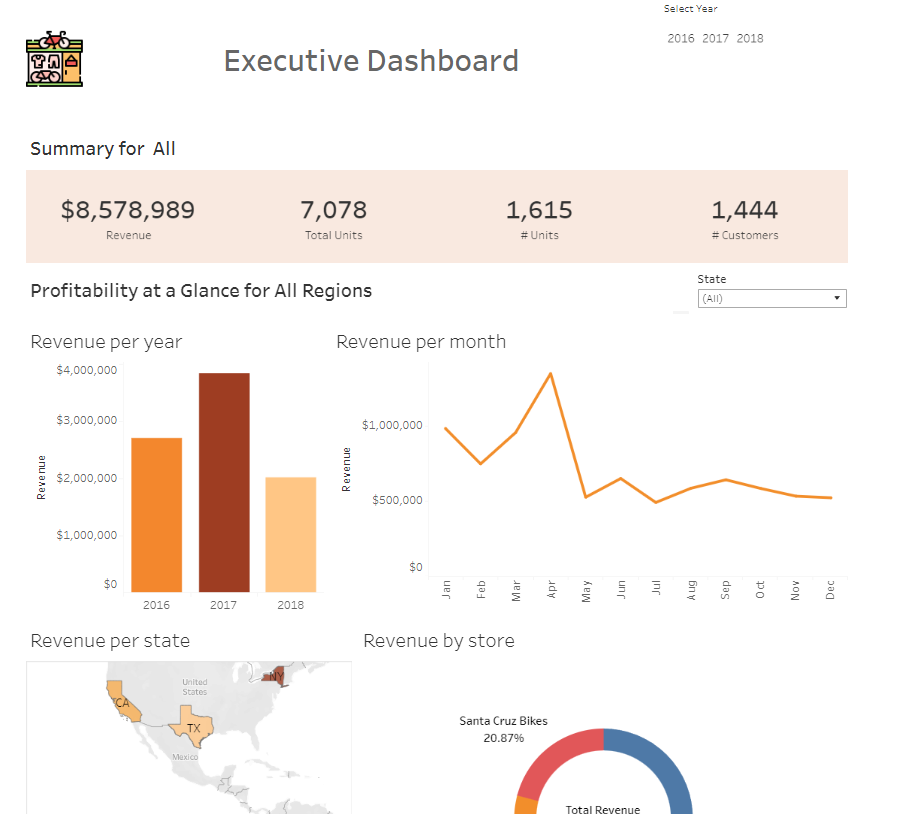 Select Year
2016 2017 2018
Executive Dashboard
Summary for All
$8,578,989
Revenue
7,078
Total Units
1,615
# Units
1,444
# Customers
Profitability at a Glance for All Regions
State
(All)
Revenue per year
$4,000,000
$3,000,000
$2,000,000
$1,000,000
$0
Revenue
2016
2017
2018
Revenue per month
$1,000,000
$500,000
$0
Revenue
Jan
Feb
Mar
Apr
May
Jun
Jul
Aug
Sep
Oct
Nov
Dec
Revenue per state
United
States
NY
CA
TX
Mexico
Revenue by store
Santa Cruz Bikes
20.87%
Total Revenue